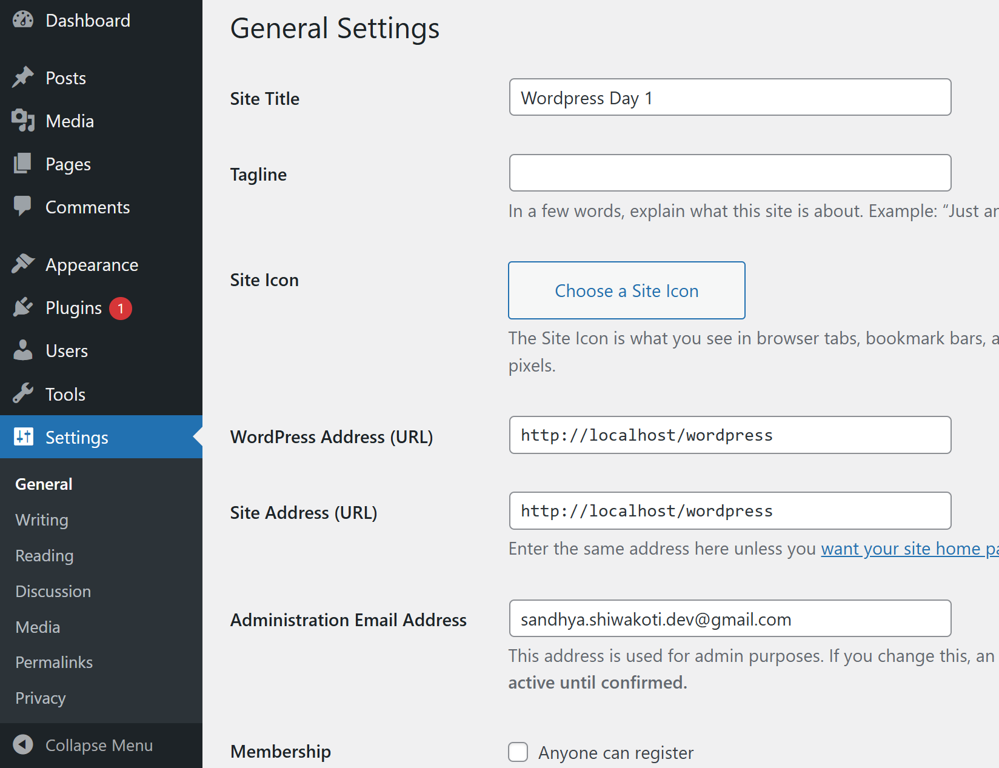 Dashboard
Posts
Media
Pages
Comments
Appearance
Plugins 1
Users
Tools
Settings
General
Writing
Reading
Discussion
Media
Permalinks
Privacy
Collapse Menu
General Settings
Site Title
Wordpress Day 1
Tagline
In a few words, explain what this site is about. Example: “Just
Site Icon
Choose a Site Icon
The Site Icon is what you see in browser tabs, bookmark bars,
pixels.
WordPress Address (URL)
http://localhost/wordpress
Site Address (URL)
http://localhost/wordpress
Enter the same address here unless you want your site home
Administration Email Address
sandhya.shiwakoti.dev@gmail.com
This address is used for admin purposes. If you change this, an
active until confirmed.
Membership
Anyone can register